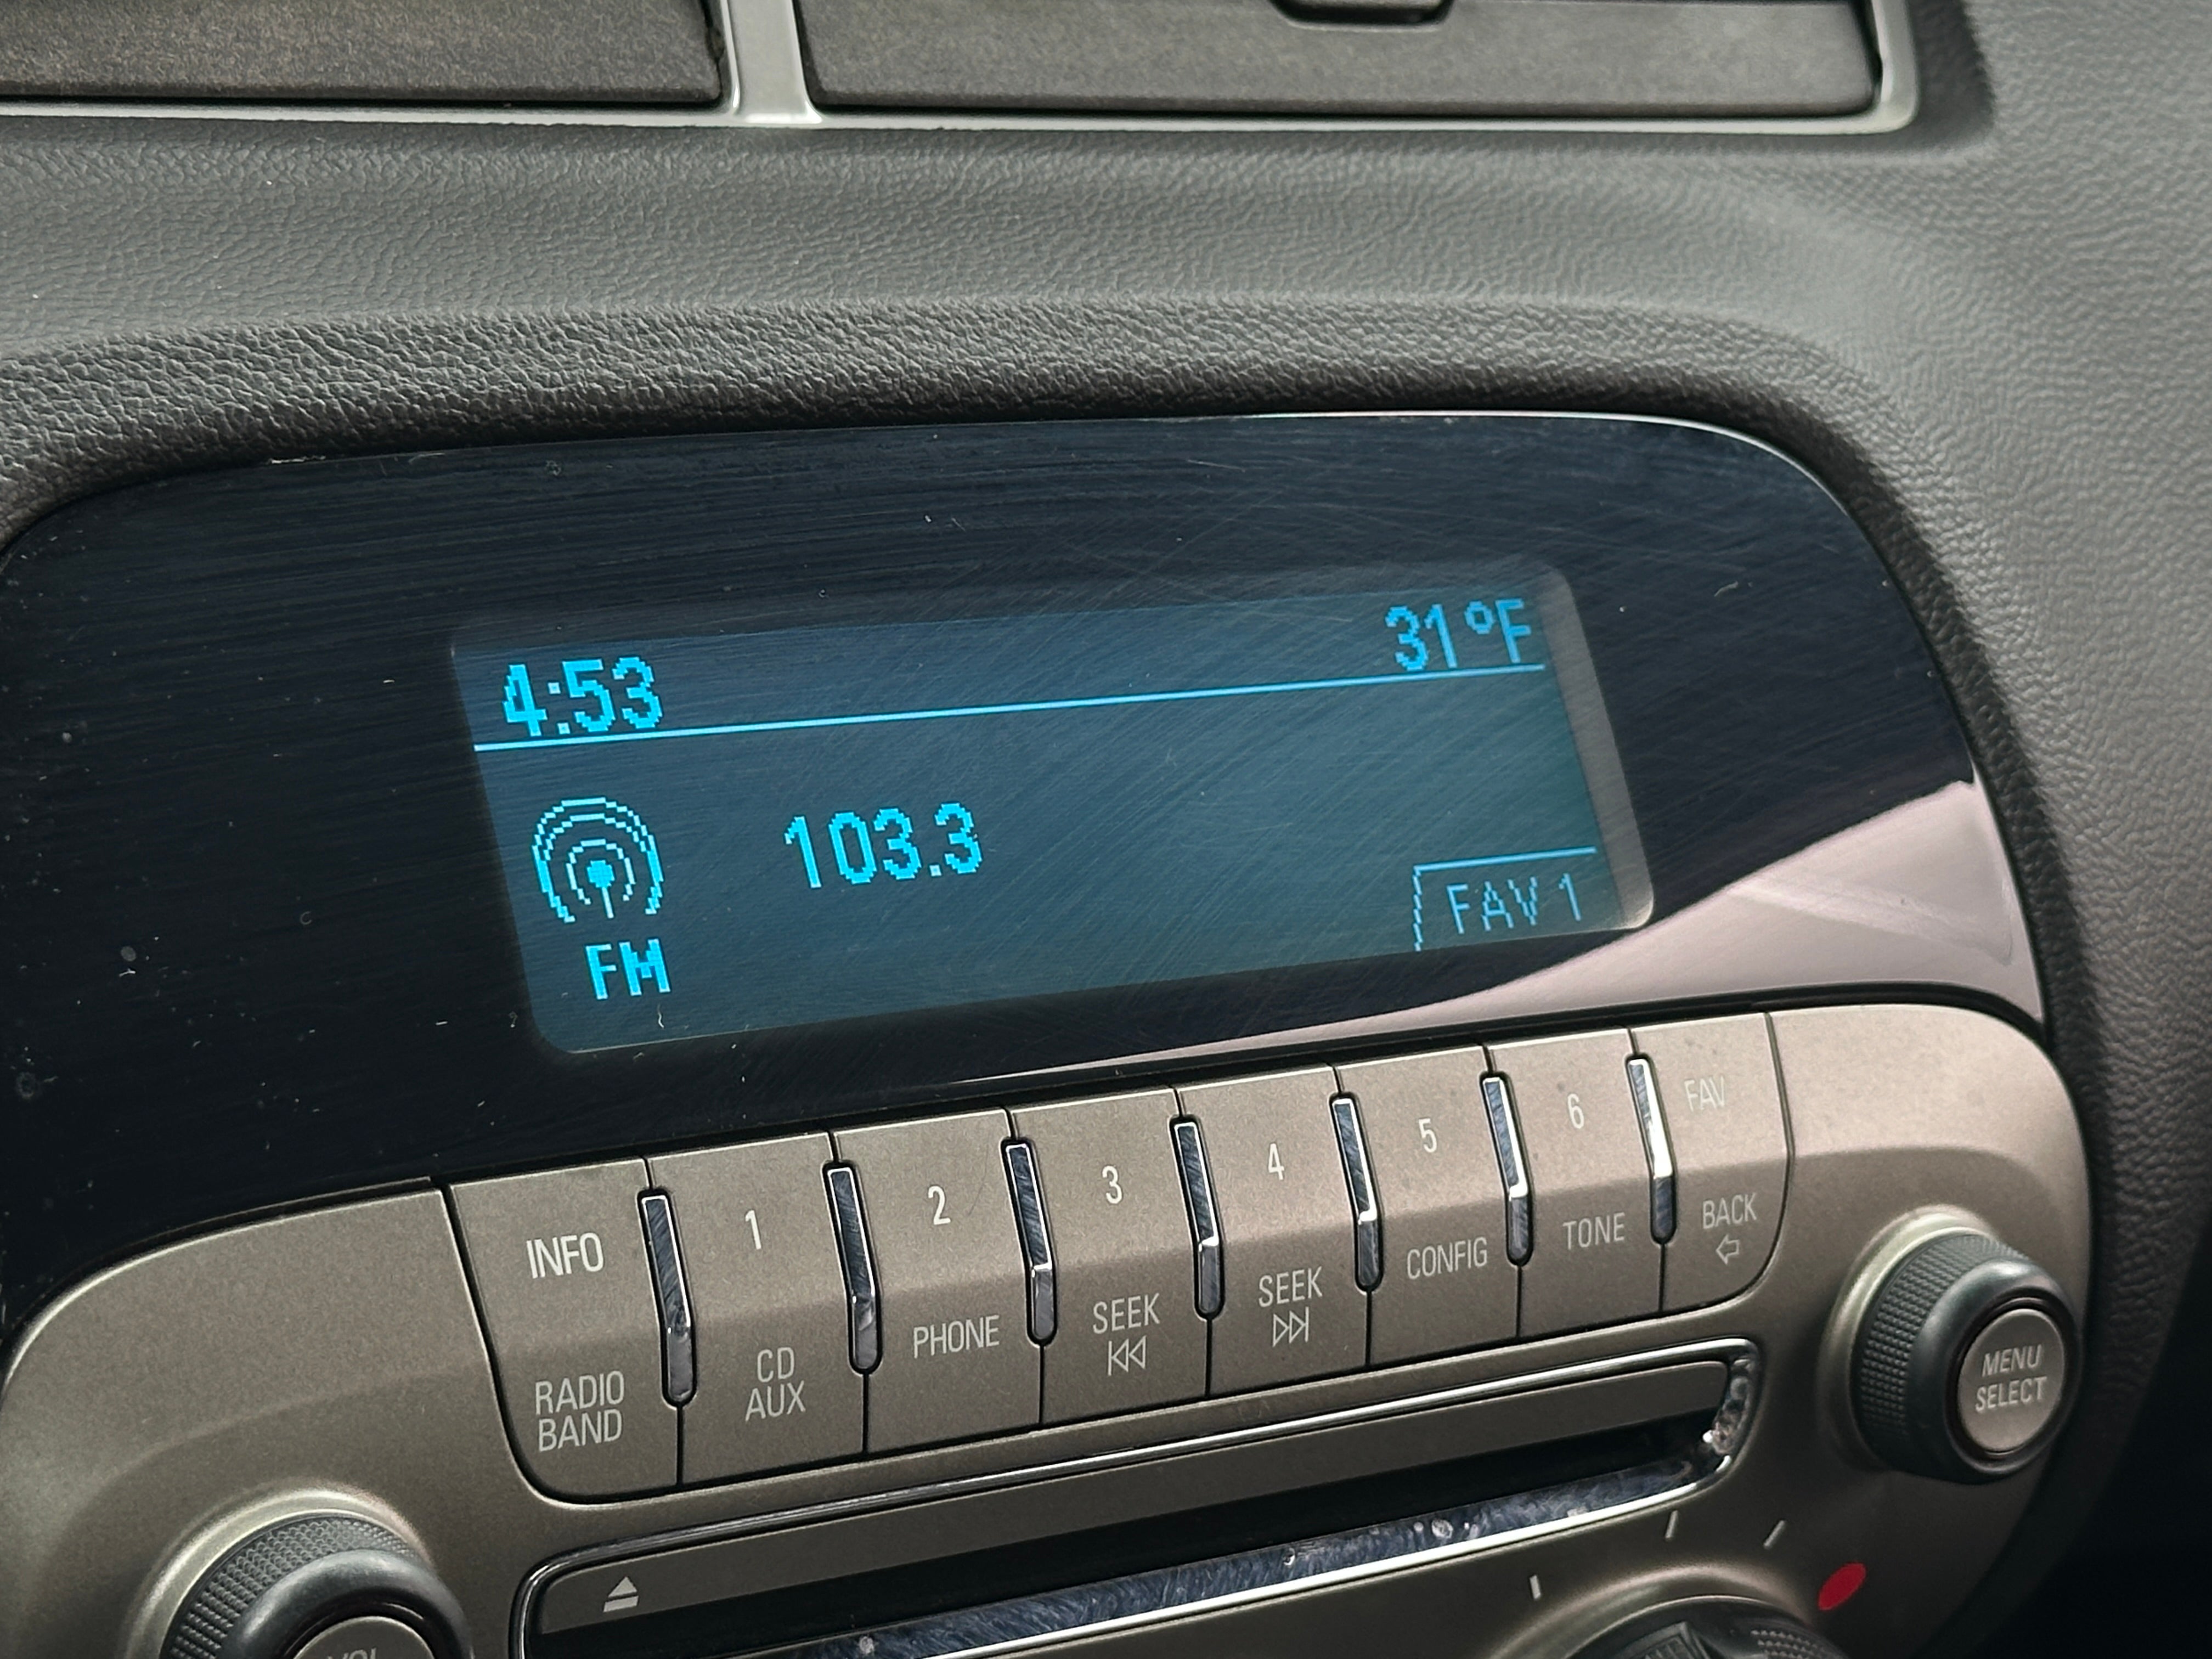 4:53 31°F
103.3
FM
FAV 1
INFO 1 2 3 4 5 6 FAV
RADIO BAND
CD AUX
PHONE
SEEK
SEEK
CONFIG
TONE
BACK
MENU
SELECT
VOL